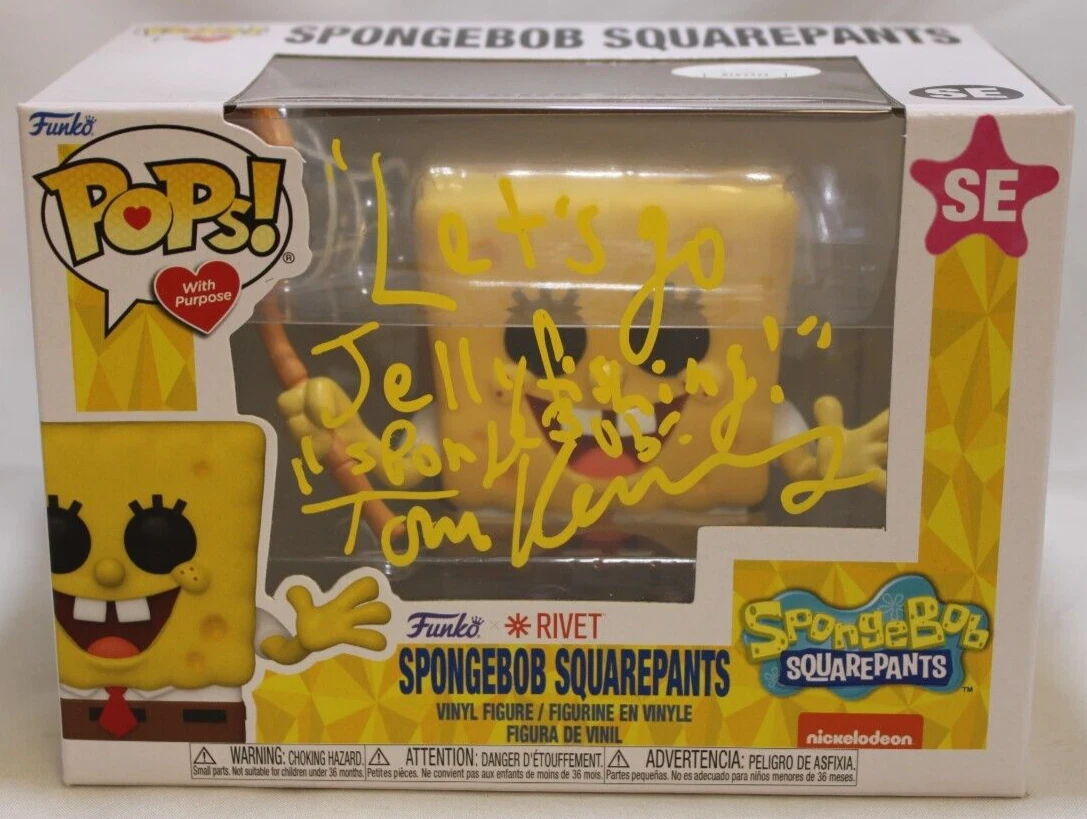 SPONGEBOB SQUAREPANTS
SE
Funko
POPs!
®
With
Purpose
SE
"Let's go
Jellyfishing!"
"SpongeBob"
Tom Kenny
Funko × RIVET
SPONGEBOB SQUAREPANTS
VINYL FIGURE / FIGURINE EN VINYLE
FIGURA DE VINIL
SPongeBob
SQUAREPANTS
™
nickelodeon
WARNING: CHOKING HAZARD.
Small parts. Not suitable for children under 36 months.
ATTENTION: DANGER D'ÉTOUFFEMENT.
Petites pièces. Ne convient pas aux enfants de moins de 36 mois.
ADVERTENCIA: PELIGRO DE ASFIXIA.
Partes pequeñas. No es adecuado para niños menores de 36 meses.